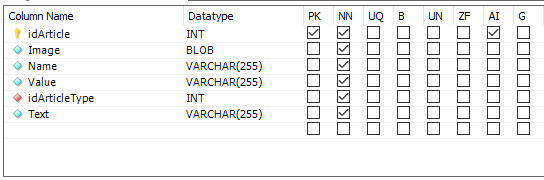 Column Name Datatype PK NN UQ B UN ZF AI G
idArticle INT
Image BLOB
Name VARCHAR(255)
Value VARCHAR(255)
idArticleType INT
Text VARCHAR(255)